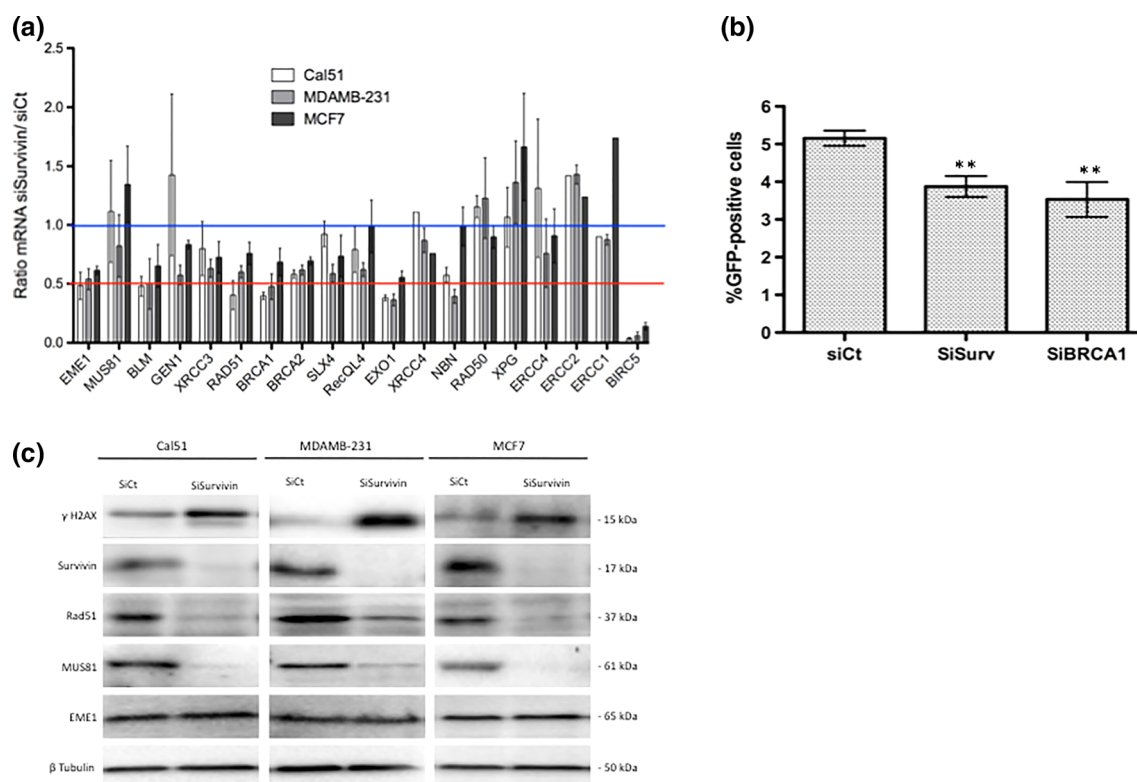 (a)
2.5
2.0
1.5
1.0
0.5
0.0
Ratio mRNA siSurvivin/ siCt
Cal51
MDAMB-231
MCF7
EME1
MUS81
BLM
GEN1
XRCC3
RAD51
BRCA1
BRCA2
SLX4
RecQL4
EXO1
XRCC4
NBN
RAD50
XPG
ERCC4
ERCC2
ERCC1
BIRC5
(b)
%GFP-positive cells
6
5
4
3
2
1
0
**
**
siCt
SiSurv
SiBRCA1
(c)
Cal51
MDAMB-231
MCF7
SiCt
SiSurvivin
SiCt
SiSurvivin
SiCt
SiSurvivin
γ H2AX
- 15 kDa
Survivin
- 17 kDa
Rad51
- 37 kDa
MUS81
- 61 kDa
EME1
- 65 kDa
β Tubulin
- 50 kDa